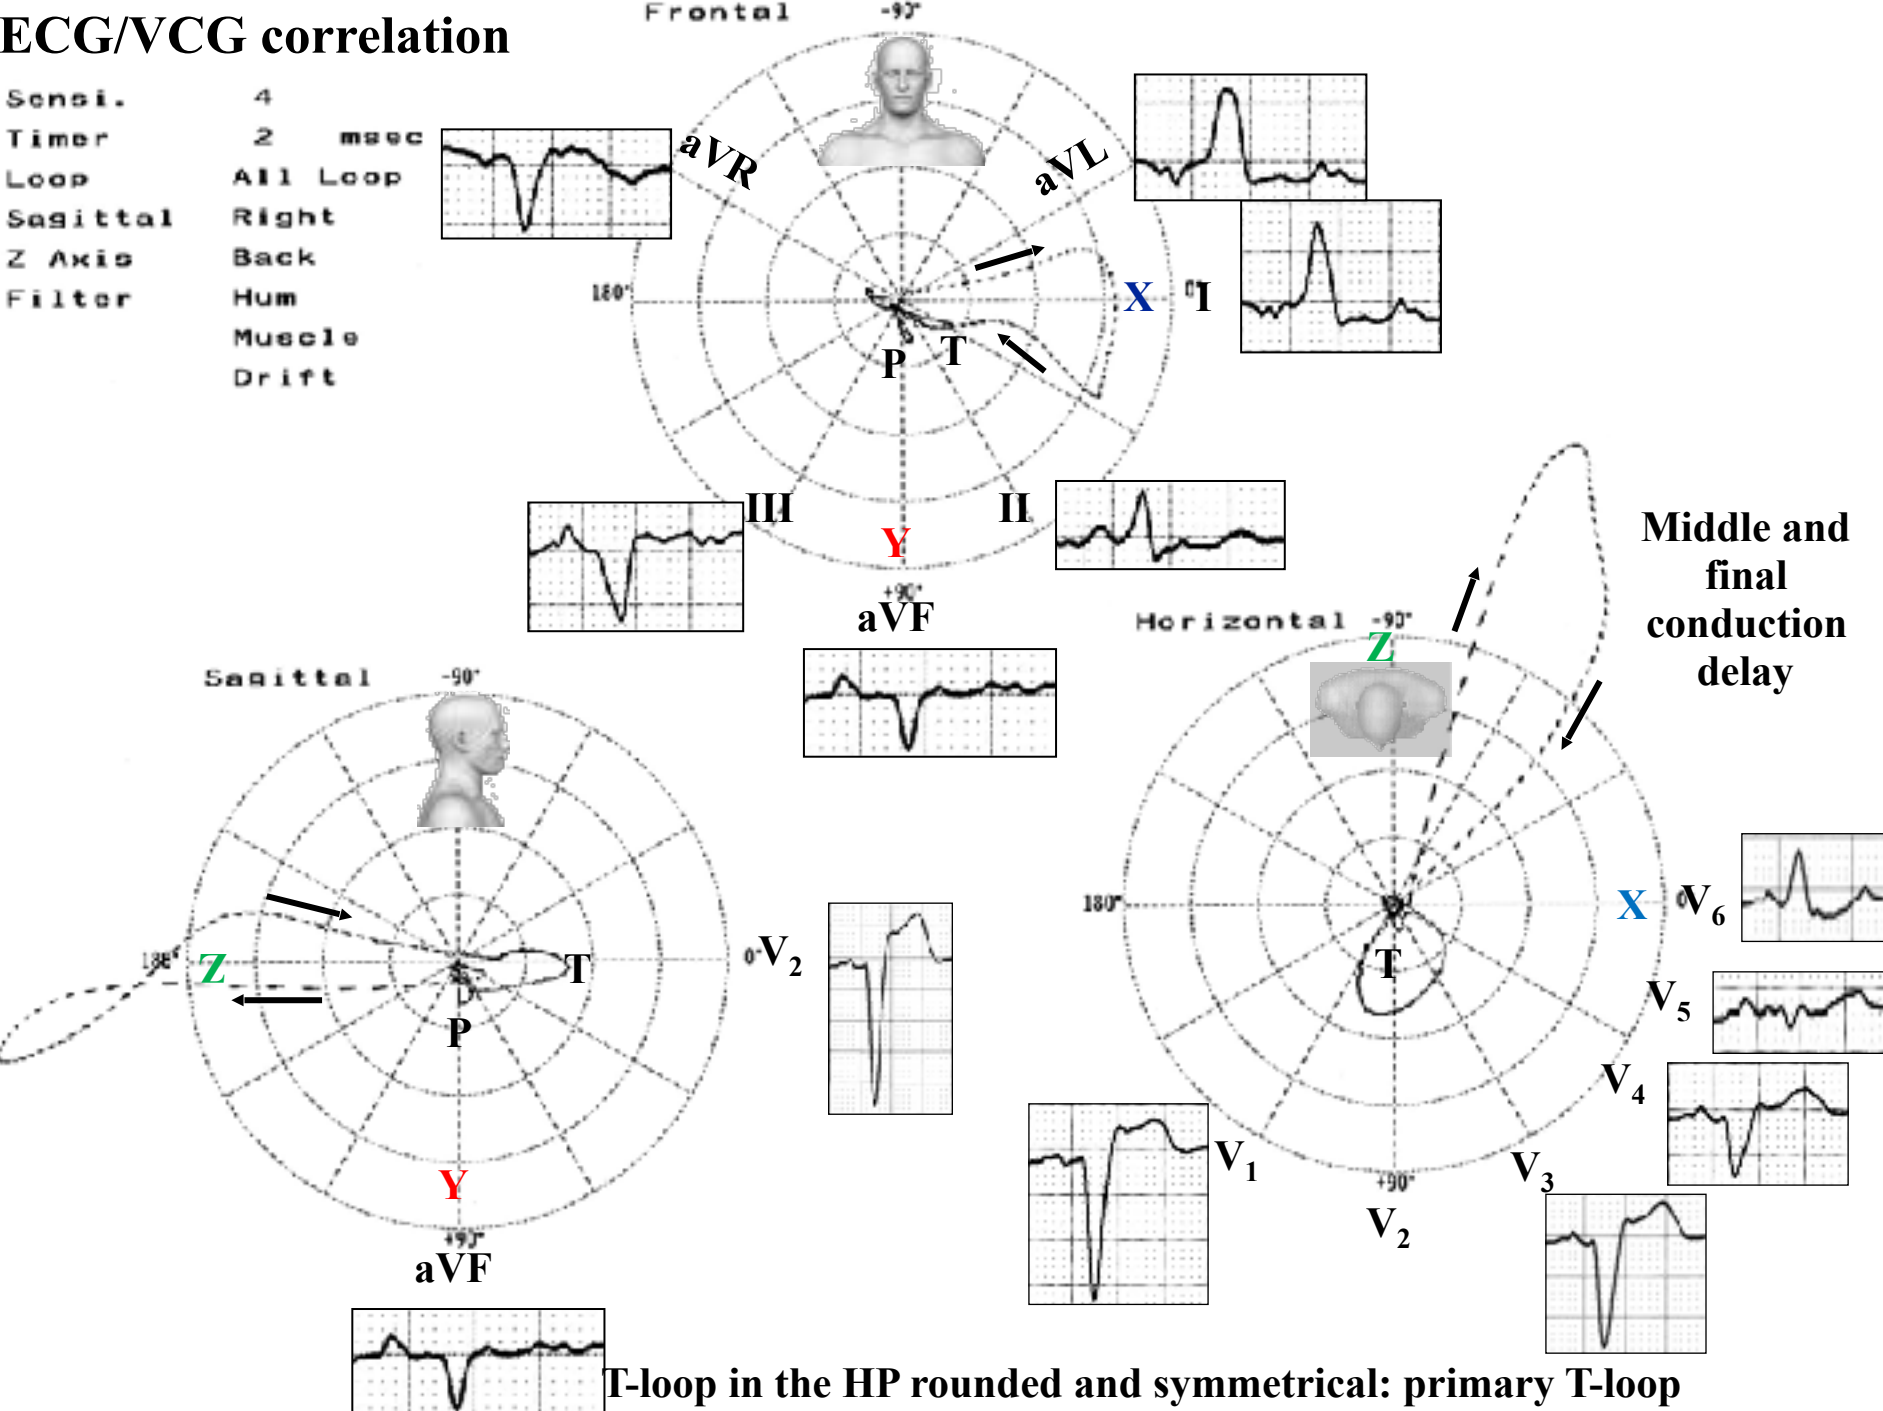 ECG/VCG correlation
Sensi. 4
Timer 2 msec
Loop All Loop
Sagittal Right
Z Axis Back
Filter Hum
Muscle
Drift
Frontal -90°
aVR
aVL
180°
X
0°
I
P
T
III
II
Y
+90°
aVF
Middle and
final
conduction
delay
Horizontal -90°
Z
180°
X
0°
V6
T
V5
V4
V3
V1
+90°
V2
Sagittal -90°
180°
Z
T
0°
V2
P
Y
+90°
aVF
T-loop in the HP rounded and symmetrical: primary T-loop